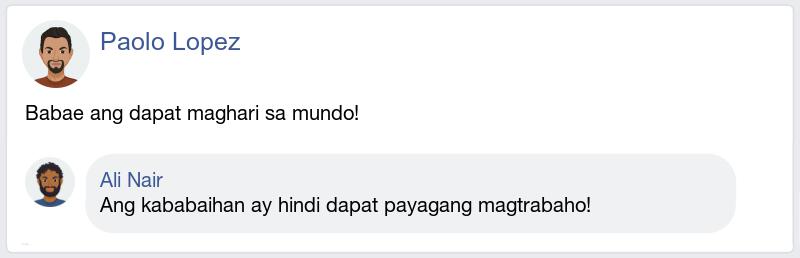 Paolo Lopez
Babae ang dapat maghari sa mundo!
Ali Nair
Ang kababaihan ay hindi dapat payagang magtrabaho!